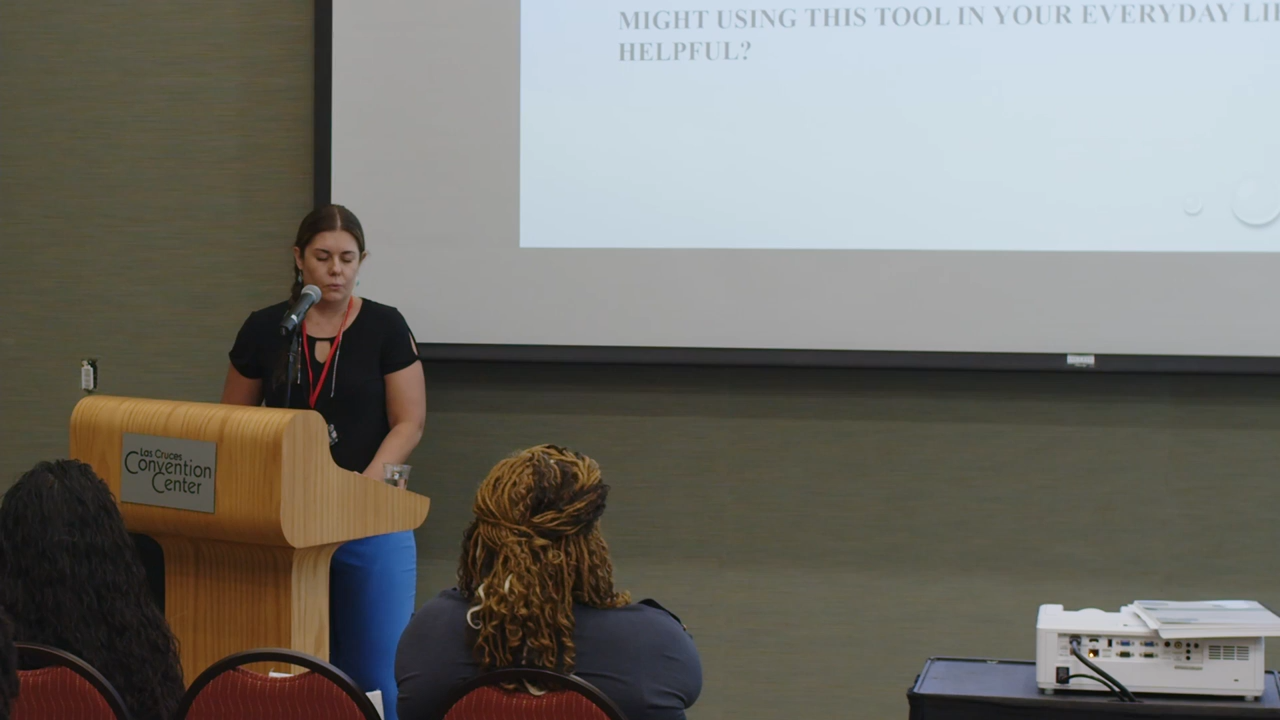 MIGHT USING THIS TOOL IN YOUR EVERYDAY
HELPFUL?
Las Cruces
Convention
Center